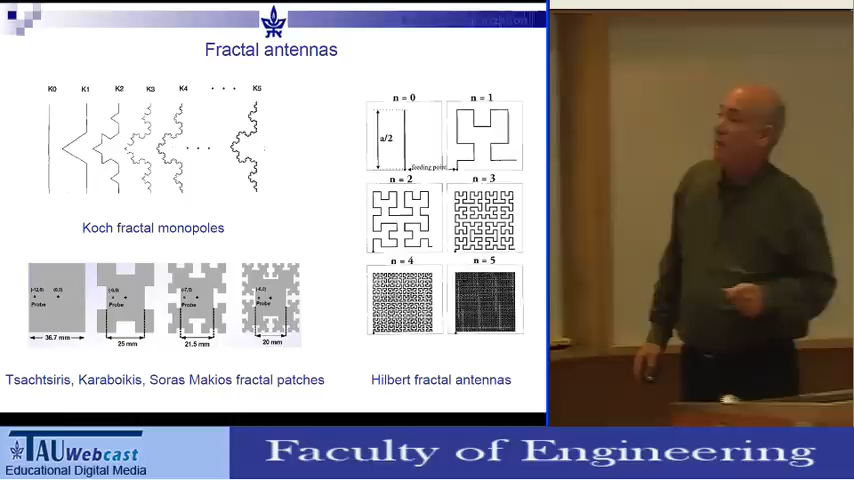 Fractal antennas
K0 K1 K2 K3 K4 K5
Koch fractal monopoles
n = 0 n = 1
a/2
feeding point
n = 2 n = 3
n = 4 n = 5
Hilbert fractal antennas
Probe Probe Probe Probe
36.7 mm 25 mm 21.5 mm 20 mm
Tsachtsiris, Karaboikis, Soras Makios fractal patches
TAU Webcast
Educational Digital Media
Faculty of Engineering